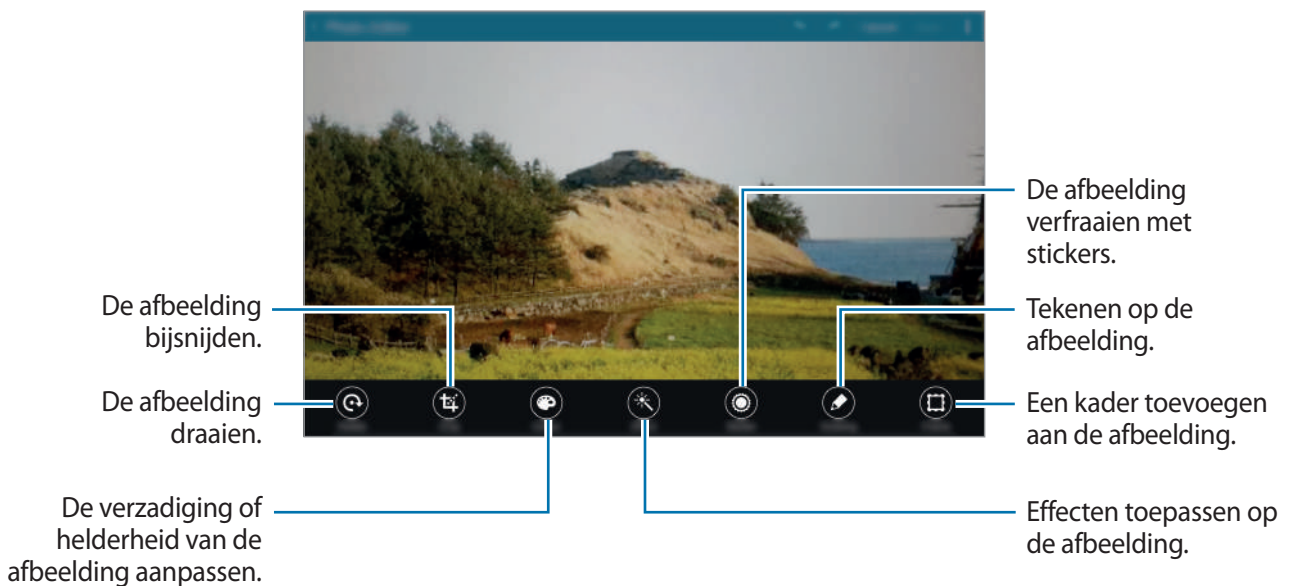 De afbeelding
verfraaien met
stickers.
De afbeelding
bijsnijden.
Tekenen op de
afbeelding.
De afbeelding
draaien.
Een kader toevoegen
aan de afbeelding.
De verzadiging of
helderheid van de
afbeelding aanpassen.
Effecten toepassen op
de afbeelding.